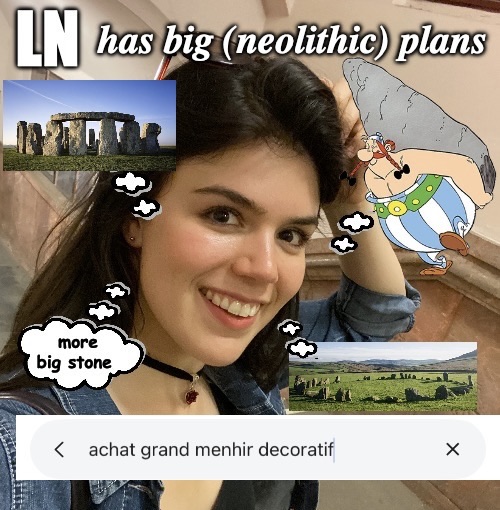 LN has big (neolithic) plans
more
big stone
achat grand menhir decoratif